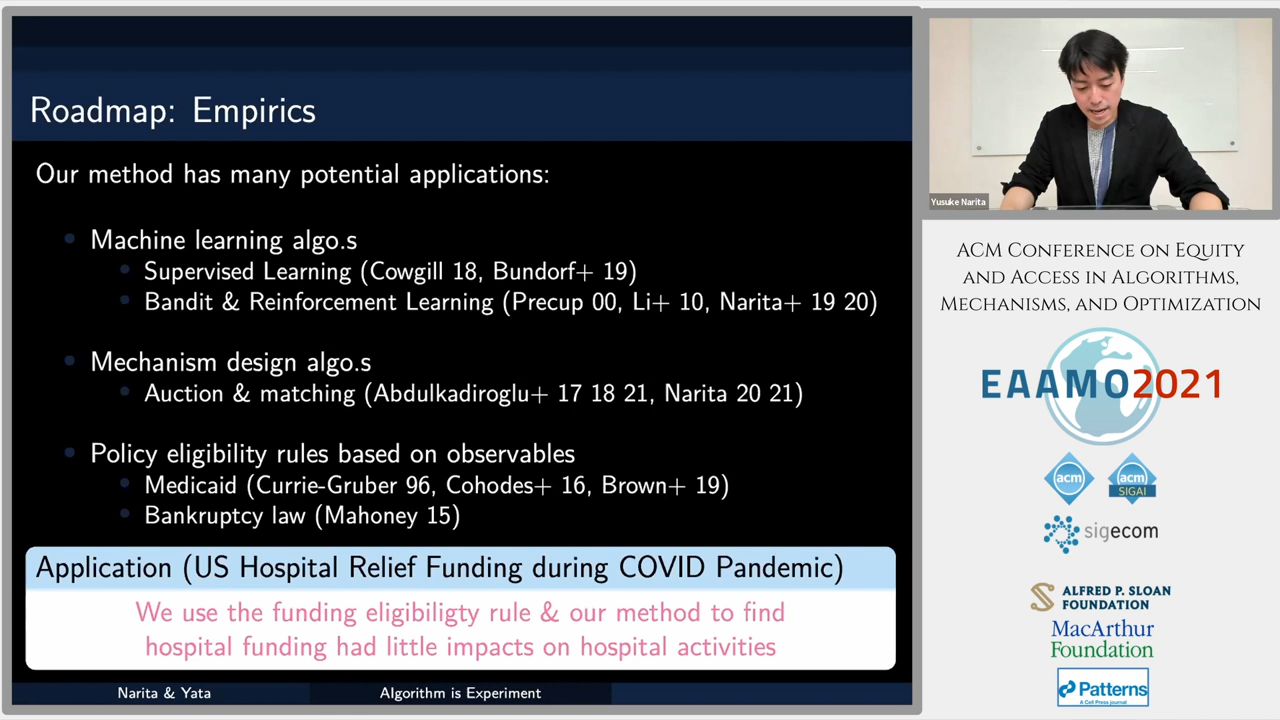 Roadmap: Empirics
Our method has many potential applications:
Machine learning algo.s
Supervised Learning (Cowgill 18, Bundorf+ 19)
Bandit & Reinforcement Learning (Precup 00, Li+ 10, Narita+ 19 20)
Mechanism design algo.s
Auction & matching (Abdulkadiroglu+ 17 18 21, Narita 20 21)
Policy eligibility rules based on observables
Medicaid (Currie-Gruber 96, Cohodes+ 16, Brown+ 19)
Bankruptcy law (Mahoney 15)
Application (US Hospital Relief Funding during COVID Pandemic)
We use the funding eligibiligty rule & our method to find
hospital funding had little impacts on hospital activities
Narita & Yata
Algorithm is Experiment
Yusuke Narita
ACM Conference on Equity
and Access in Algorithms,
Mechanisms, and Optimization
EAAMO2021
acm
acm
SIGAI
sigecom
ALFRED P. SLOAN
FOUNDATION
MacArthur
Foundation
Patterns
A Cell Press journal